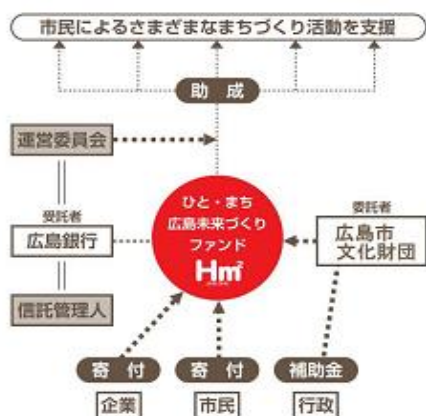 市民によるさまざまなまちづくり活動を支援
助成
運営委員会
受託者
広島銀行
信託管理人
ひと・まち
広島未来づくり
ファンド
Hm²
委託者
広島市
文化財団
寄付
寄付
補助金
企業
市民
行政